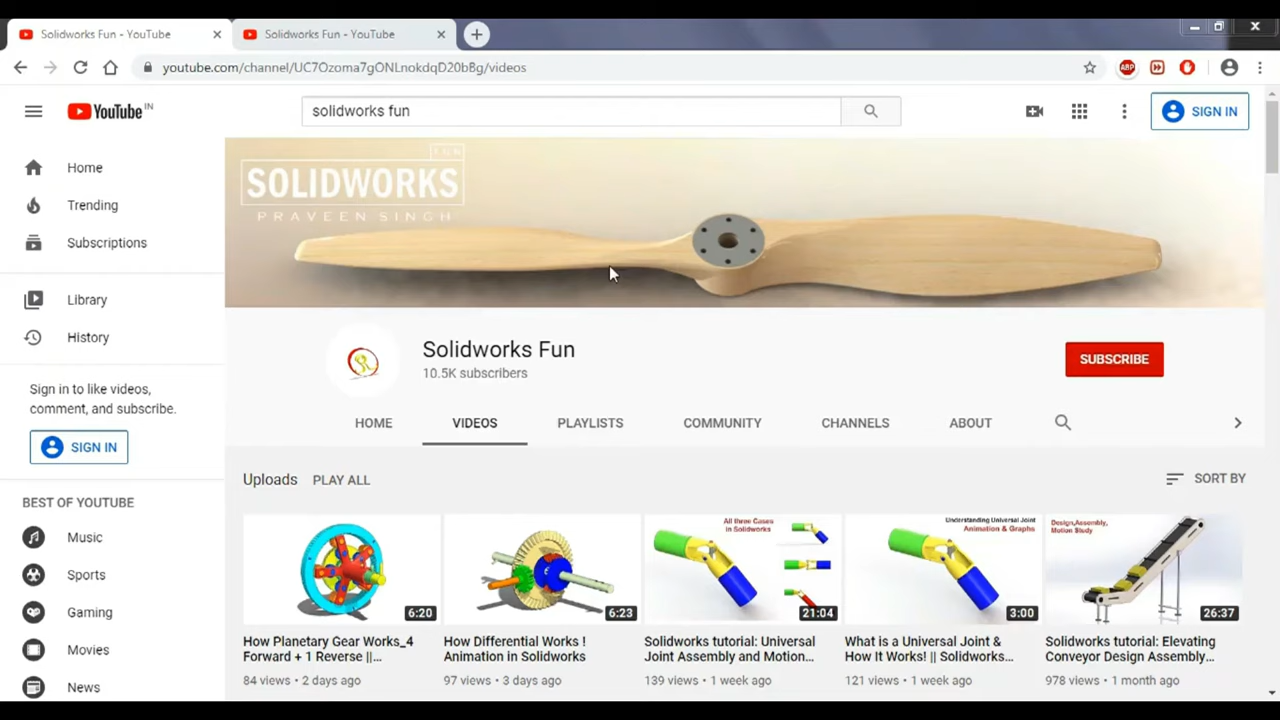 Solidworks Fun - YouTube
Solidworks Fun - YouTube
youtube.com/channel/UC7Ozoma7gONLnokdqD20bBg/videos
ABP
YouTube IN
solidworks fun
SIGN IN
Home
Trending
Subscriptions
Library
History
Sign in to like videos,
comment, and subscribe.
SIGN IN
BEST OF YOUTUBE
Music
Sports
Gaming
Movies
News
FUN
SOLIDWORKS
PRAVEEN SINGH
Solidworks Fun
10.5K subscribers
SUBSCRIBE
HOME VIDEOS PLAYLISTS COMMUNITY CHANNELS ABOUT
Uploads PLAY ALL SORT BY
6:20
How Planetary Gear Works_4
Forward + 1 Reverse ||...
84 views • 2 days ago
6:23
How Differential Works !
Animation in Solidworks
97 views • 3 days ago
All three Cases
in Solidworks
21:04
Solidworks tutorial: Universal
Joint Assembly and Motion...
139 views • 1 week ago
Understanding Universal Joint
Animation & Graphs
3:00
What is a Universal Joint &
How It Works! || Solidworks...
121 views • 1 week ago
Design,Assembly,
Motion Study
26:37
Solidworks tutorial: Elevating
Conveyor Design Assembly...
978 views • 1 month ago